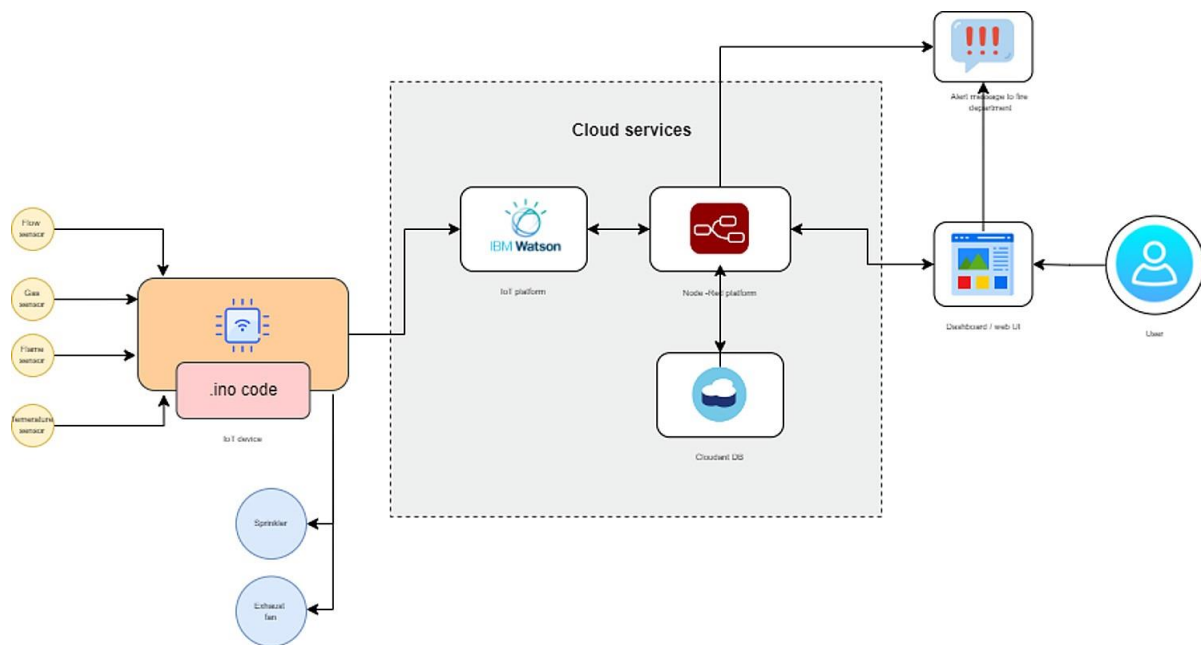 Alert message to fire
department
Cloud services
IBM Watson
IoT platform
Node -Red platform
Cloudant DB
Dashboard / web UI
User
Flow
sensor
Gas
sensor
Flame
sensor
Temerature
sensor
.ino code
IoT device
Sprinkler
Exhaust
fan